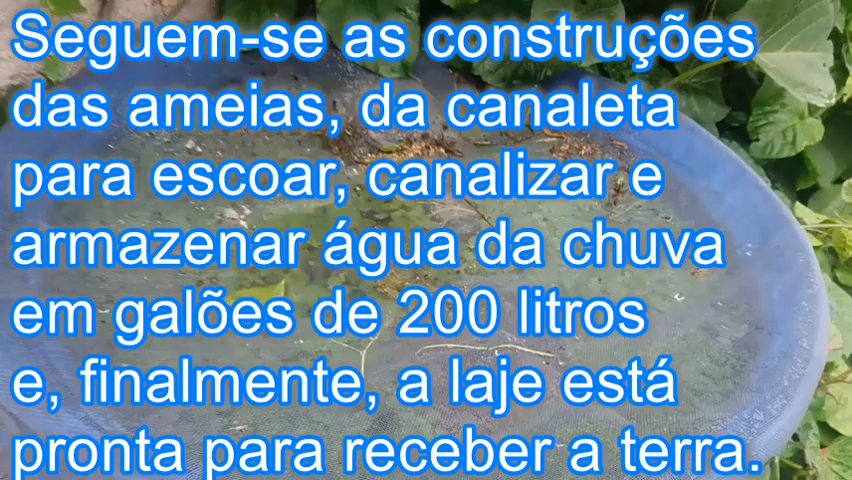 Seguem-se as construções
das ameias, da canaleta
para escoar, canalizar e
armazenar água da chuva
em galões de 200 litros
e, finalmente, a laje está
pronta para receber a terra.